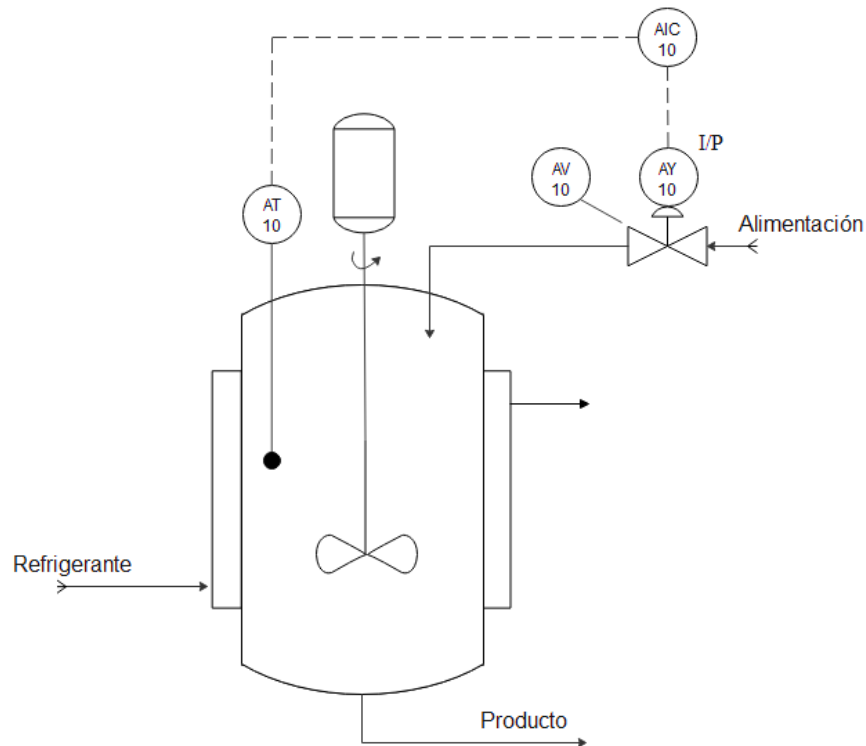 AIC
10
I/P
AV
10
AY
10
AT
10
Alimentación
Refrigerante
Producto